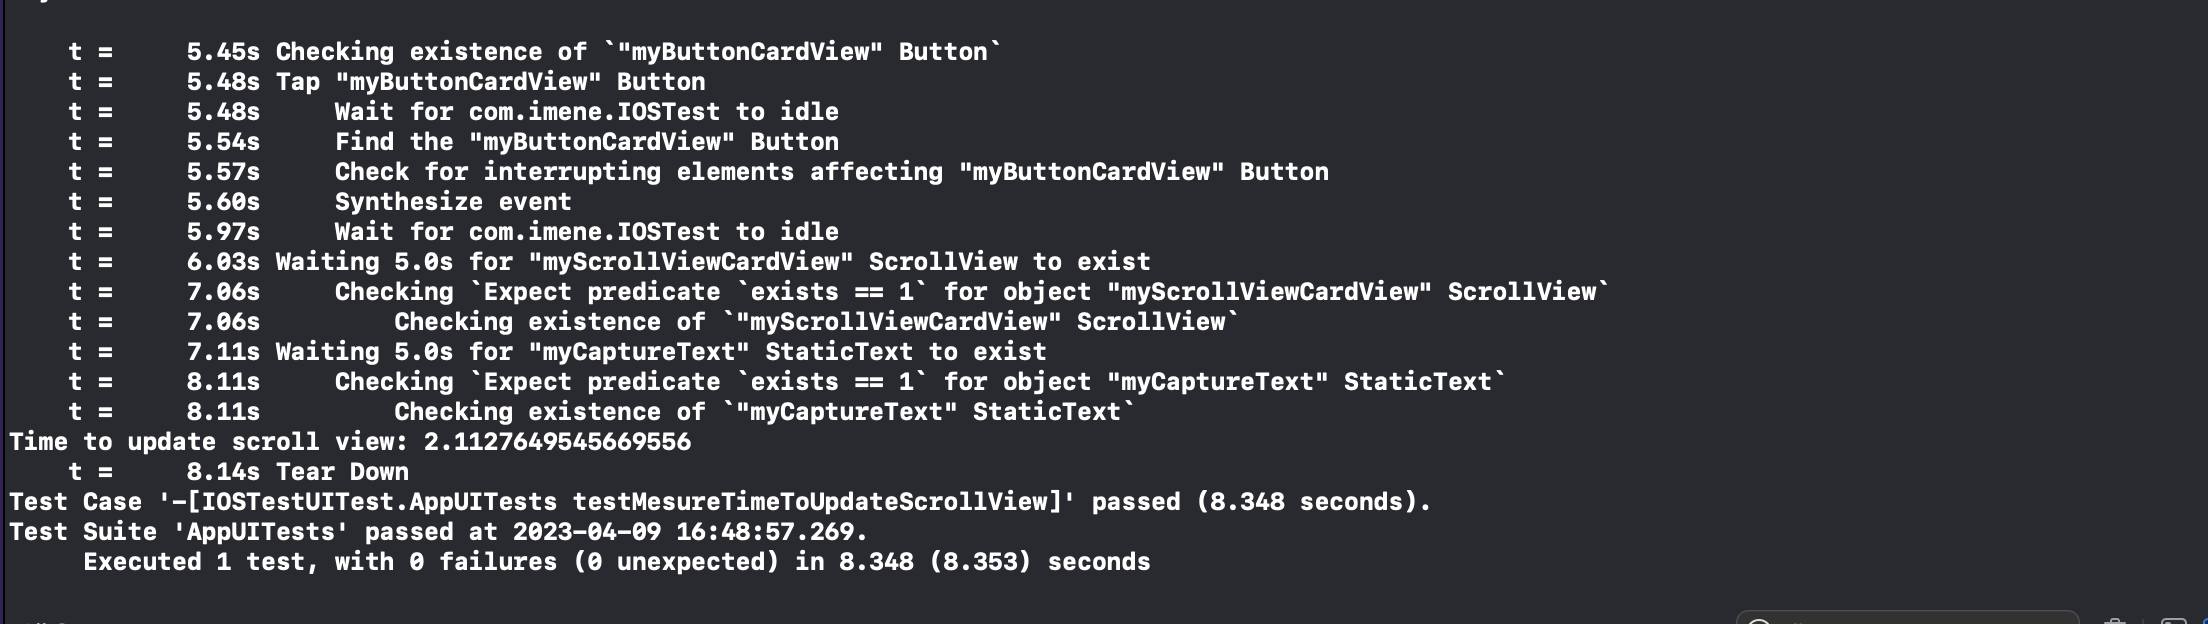 t = 5.45s Checking existence of `"myButtonCardView" Button`
t = 5.48s Tap "myButtonCardView" Button
t = 5.48s Wait for com.imene.IOSTest to idle
t = 5.54s Find the "myButtonCardView" Button
t = 5.57s Check for interrupting elements affecting "myButtonCardView" Button
t = 5.60s Synthesize event
t = 5.97s Wait for com.imene.IOSTest to idle
t = 6.03s Waiting 5.0s for "myScrollViewCardView" ScrollView to exist
t = 7.06s Checking `Expect predicate `exists == 1` for object "myScrollViewCardView" ScrollView`
t = 7.06s Checking existence of `"myScrollViewCardView" ScrollView`
t = 7.11s Waiting 5.0s for "myCaptureText" StaticText to exist
t = 8.11s Checking `Expect predicate `exists == 1` for object "myCaptureText" StaticText`
t = 8.11s Checking existence of `"myCaptureText" StaticText`
Time to update scroll view: 2.1127649545669556
t = 8.14s Tear Down
Test Case '-[IOSTestUITest.AppUITests testMesureTimeToUpdateScrollView]' passed (8.348 seconds).
Test Suite 'AppUITests' passed at 2023-04-09 16:48:57.269.
Executed 1 test, with 0 failures (0 unexpected) in 8.348 (8.353) seconds